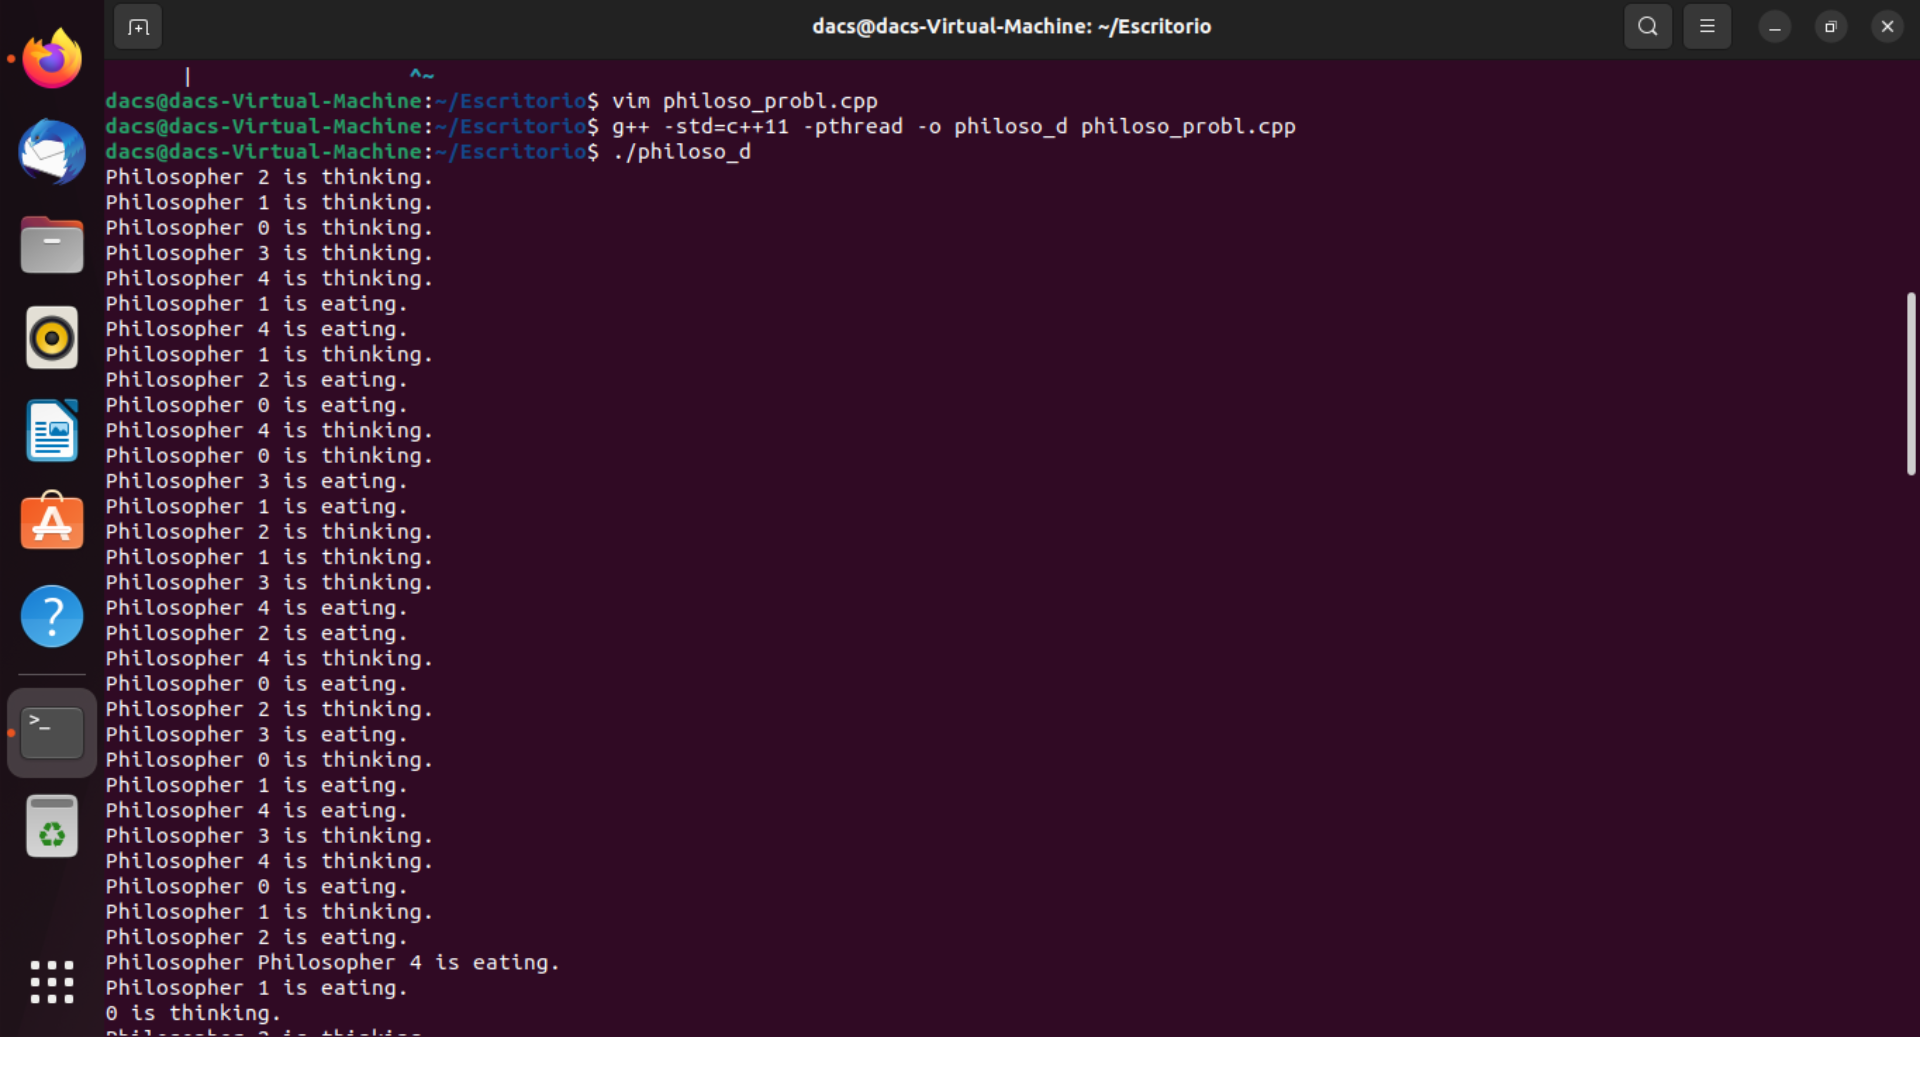 dacs@dacs-Virtual-Machine: ~/Escritorio
| ^~
dacs@dacs-Virtual-Machine:~/Escritorio$ vim philoso_probl.cpp
dacs@dacs-Virtual-Machine:~/Escritorio$ g++ -std=c++11 -pthread -o philoso_d philoso_probl.cpp
dacs@dacs-Virtual-Machine:~/Escritorio$ ./philoso_d
Philosopher 2 is thinking.
Philosopher 1 is thinking.
Philosopher 0 is thinking.
Philosopher 3 is thinking.
Philosopher 4 is thinking.
Philosopher 1 is eating.
Philosopher 4 is eating.
Philosopher 1 is thinking.
Philosopher 2 is eating.
Philosopher 0 is eating.
Philosopher 4 is thinking.
Philosopher 0 is thinking.
Philosopher 3 is eating.
Philosopher 1 is eating.
Philosopher 2 is thinking.
Philosopher 1 is thinking.
Philosopher 3 is thinking.
Philosopher 4 is eating.
Philosopher 2 is eating.
Philosopher 4 is thinking.
Philosopher 0 is eating.
Philosopher 2 is thinking.
Philosopher 3 is eating.
Philosopher 0 is thinking.
Philosopher 1 is eating.
Philosopher 4 is eating.
Philosopher 3 is thinking.
Philosopher 4 is thinking.
Philosopher 0 is eating.
Philosopher 1 is thinking.
Philosopher 2 is eating.
Philosopher Philosopher 4 is eating.
Philosopher 1 is eating.
0 is thinking.